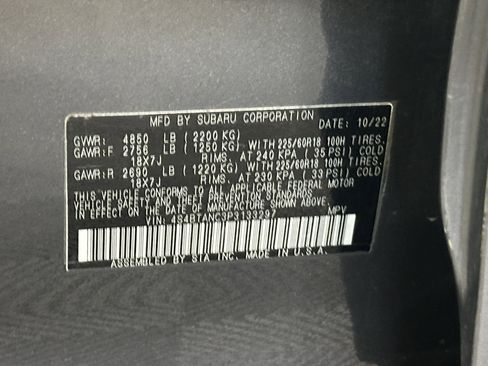 MFD BY SUBARU CORPORATION DATE: 10/22
GVWR: 4850 LB (2200 KG)
GAWR:F 2756 LB (1250 KG) WITH 225/60R18 100H TIRES.
18X7J RIMS, AT 240 KPA ( 35 PSI) COLD
GAWR:R 2690 LB (1220 KG) WITH 225/60R18 100H TIRES.
18X7J RIMS, AT 230 KPA ( 33 PSI) COLD
THIS VEHICLE CONFORMS TO ALL APPLICABLE FEDERAL MOTOR
VEHICLE SAFETY AND THEFT PREVENTION STANDARDS IN EFFECT
ON THE DATE OF MANUFACTURE SHOWN ABOVE.
VIN: 4S4BTANC3P3133297 MPV
ASSEMBLED BY SIA INC. MADE IN U.S.A.